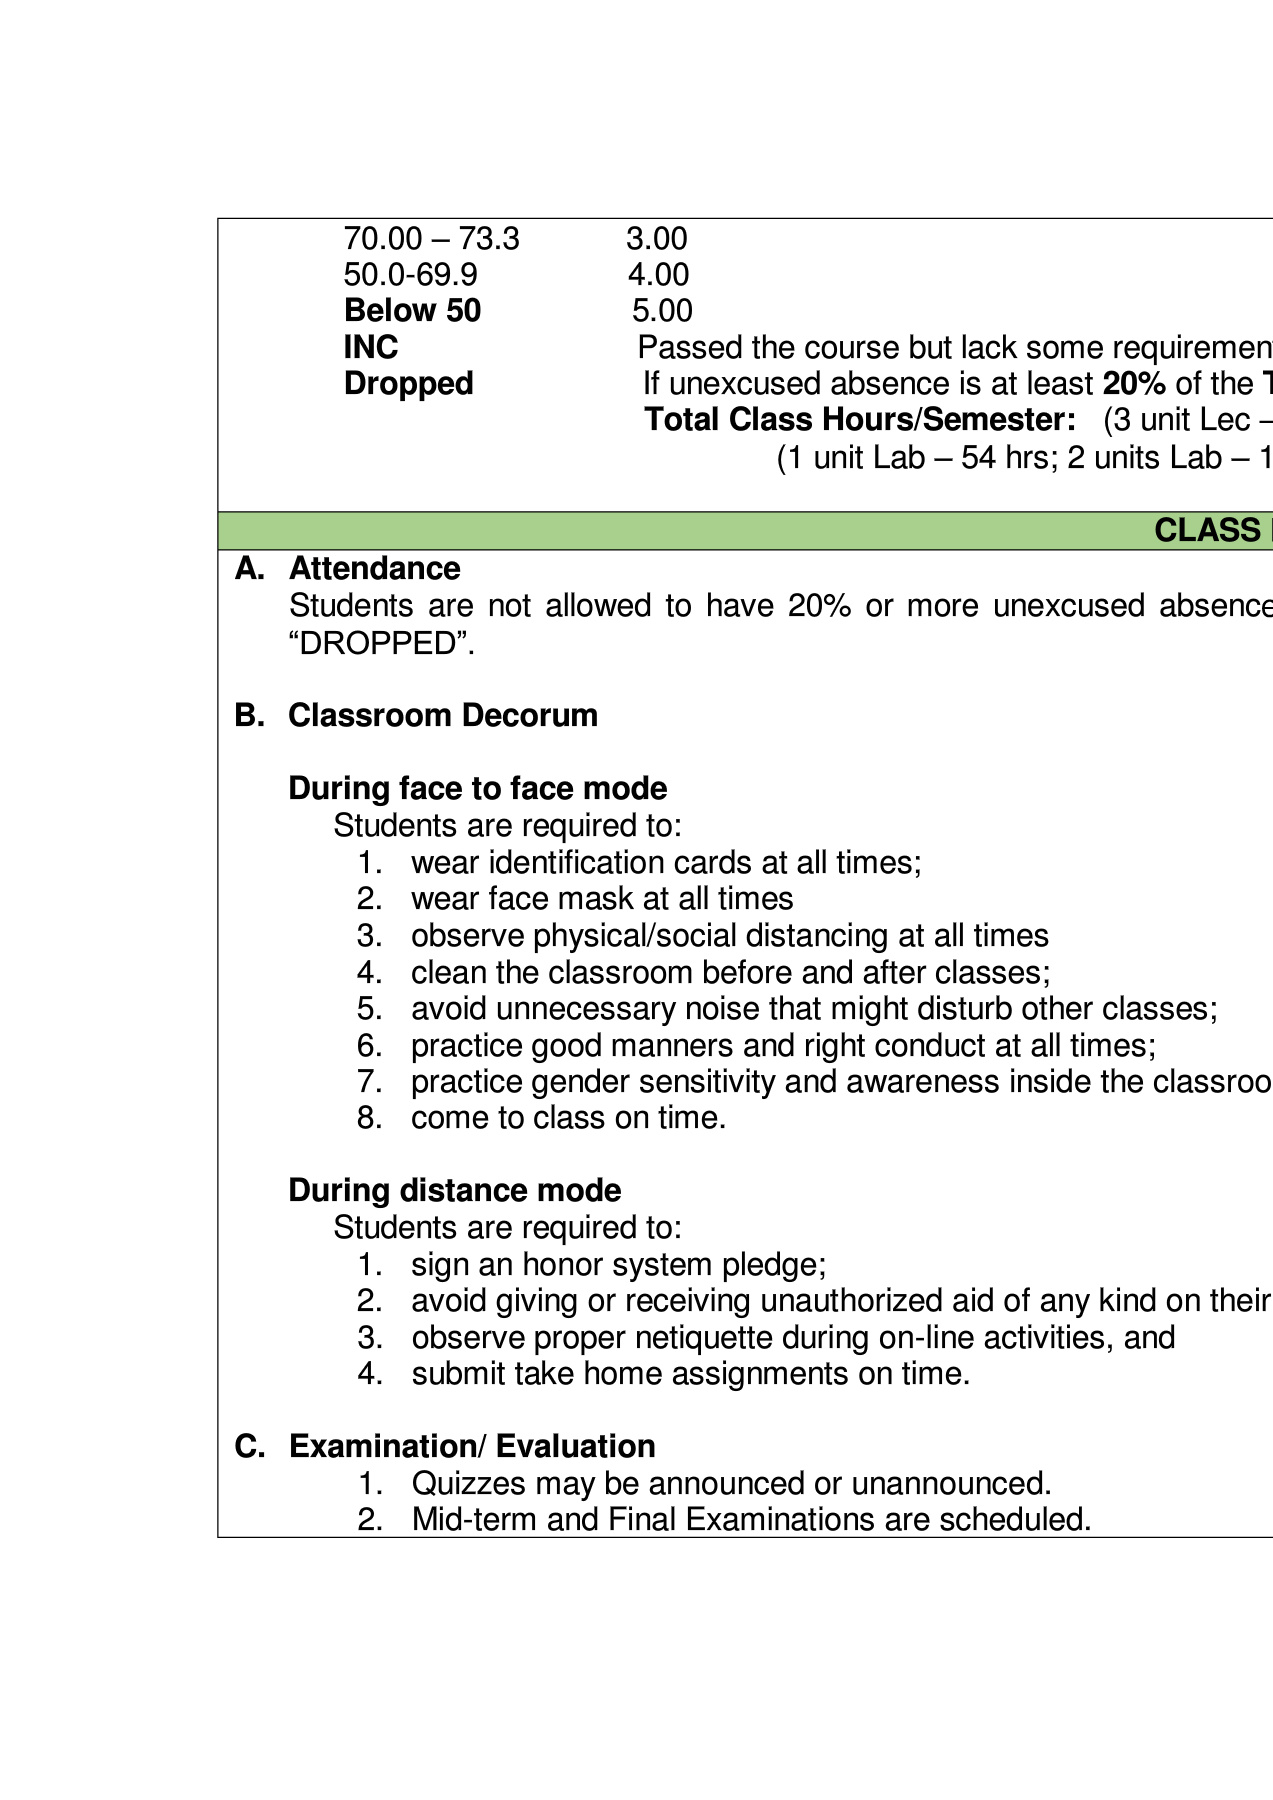 70.00 – 73.3 3.00
50.0-69.9 4.00
Below 50 5.00
INC Passed the course but lack some requirement
Dropped If unexcused absence is at least 20% of the T
Total Class Hours/Semester: (3 unit Lec –
(1 unit Lab – 54 hrs; 2 units Lab – 1
CLASS
A. Attendance
Students are not allowed to have 20% or more unexcused absence
“DROPPED”.
B. Classroom Decorum
During face to face mode
Students are required to:
1. wear identification cards at all times;
2. wear face mask at all times
3. observe physical/social distancing at all times
4. clean the classroom before and after classes;
5. avoid unnecessary noise that might disturb other classes;
6. practice good manners and right conduct at all times;
7. practice gender sensitivity and awareness inside the classroo
8. come to class on time.
During distance mode
Students are required to:
1. sign an honor system pledge;
2. avoid giving or receiving unauthorized aid of any kind on their
3. observe proper netiquette during on-line activities, and
4. submit take home assignments on time.
C. Examination/ Evaluation
1. Quizzes may be announced or unannounced.
2. Mid-term and Final Examinations are scheduled.